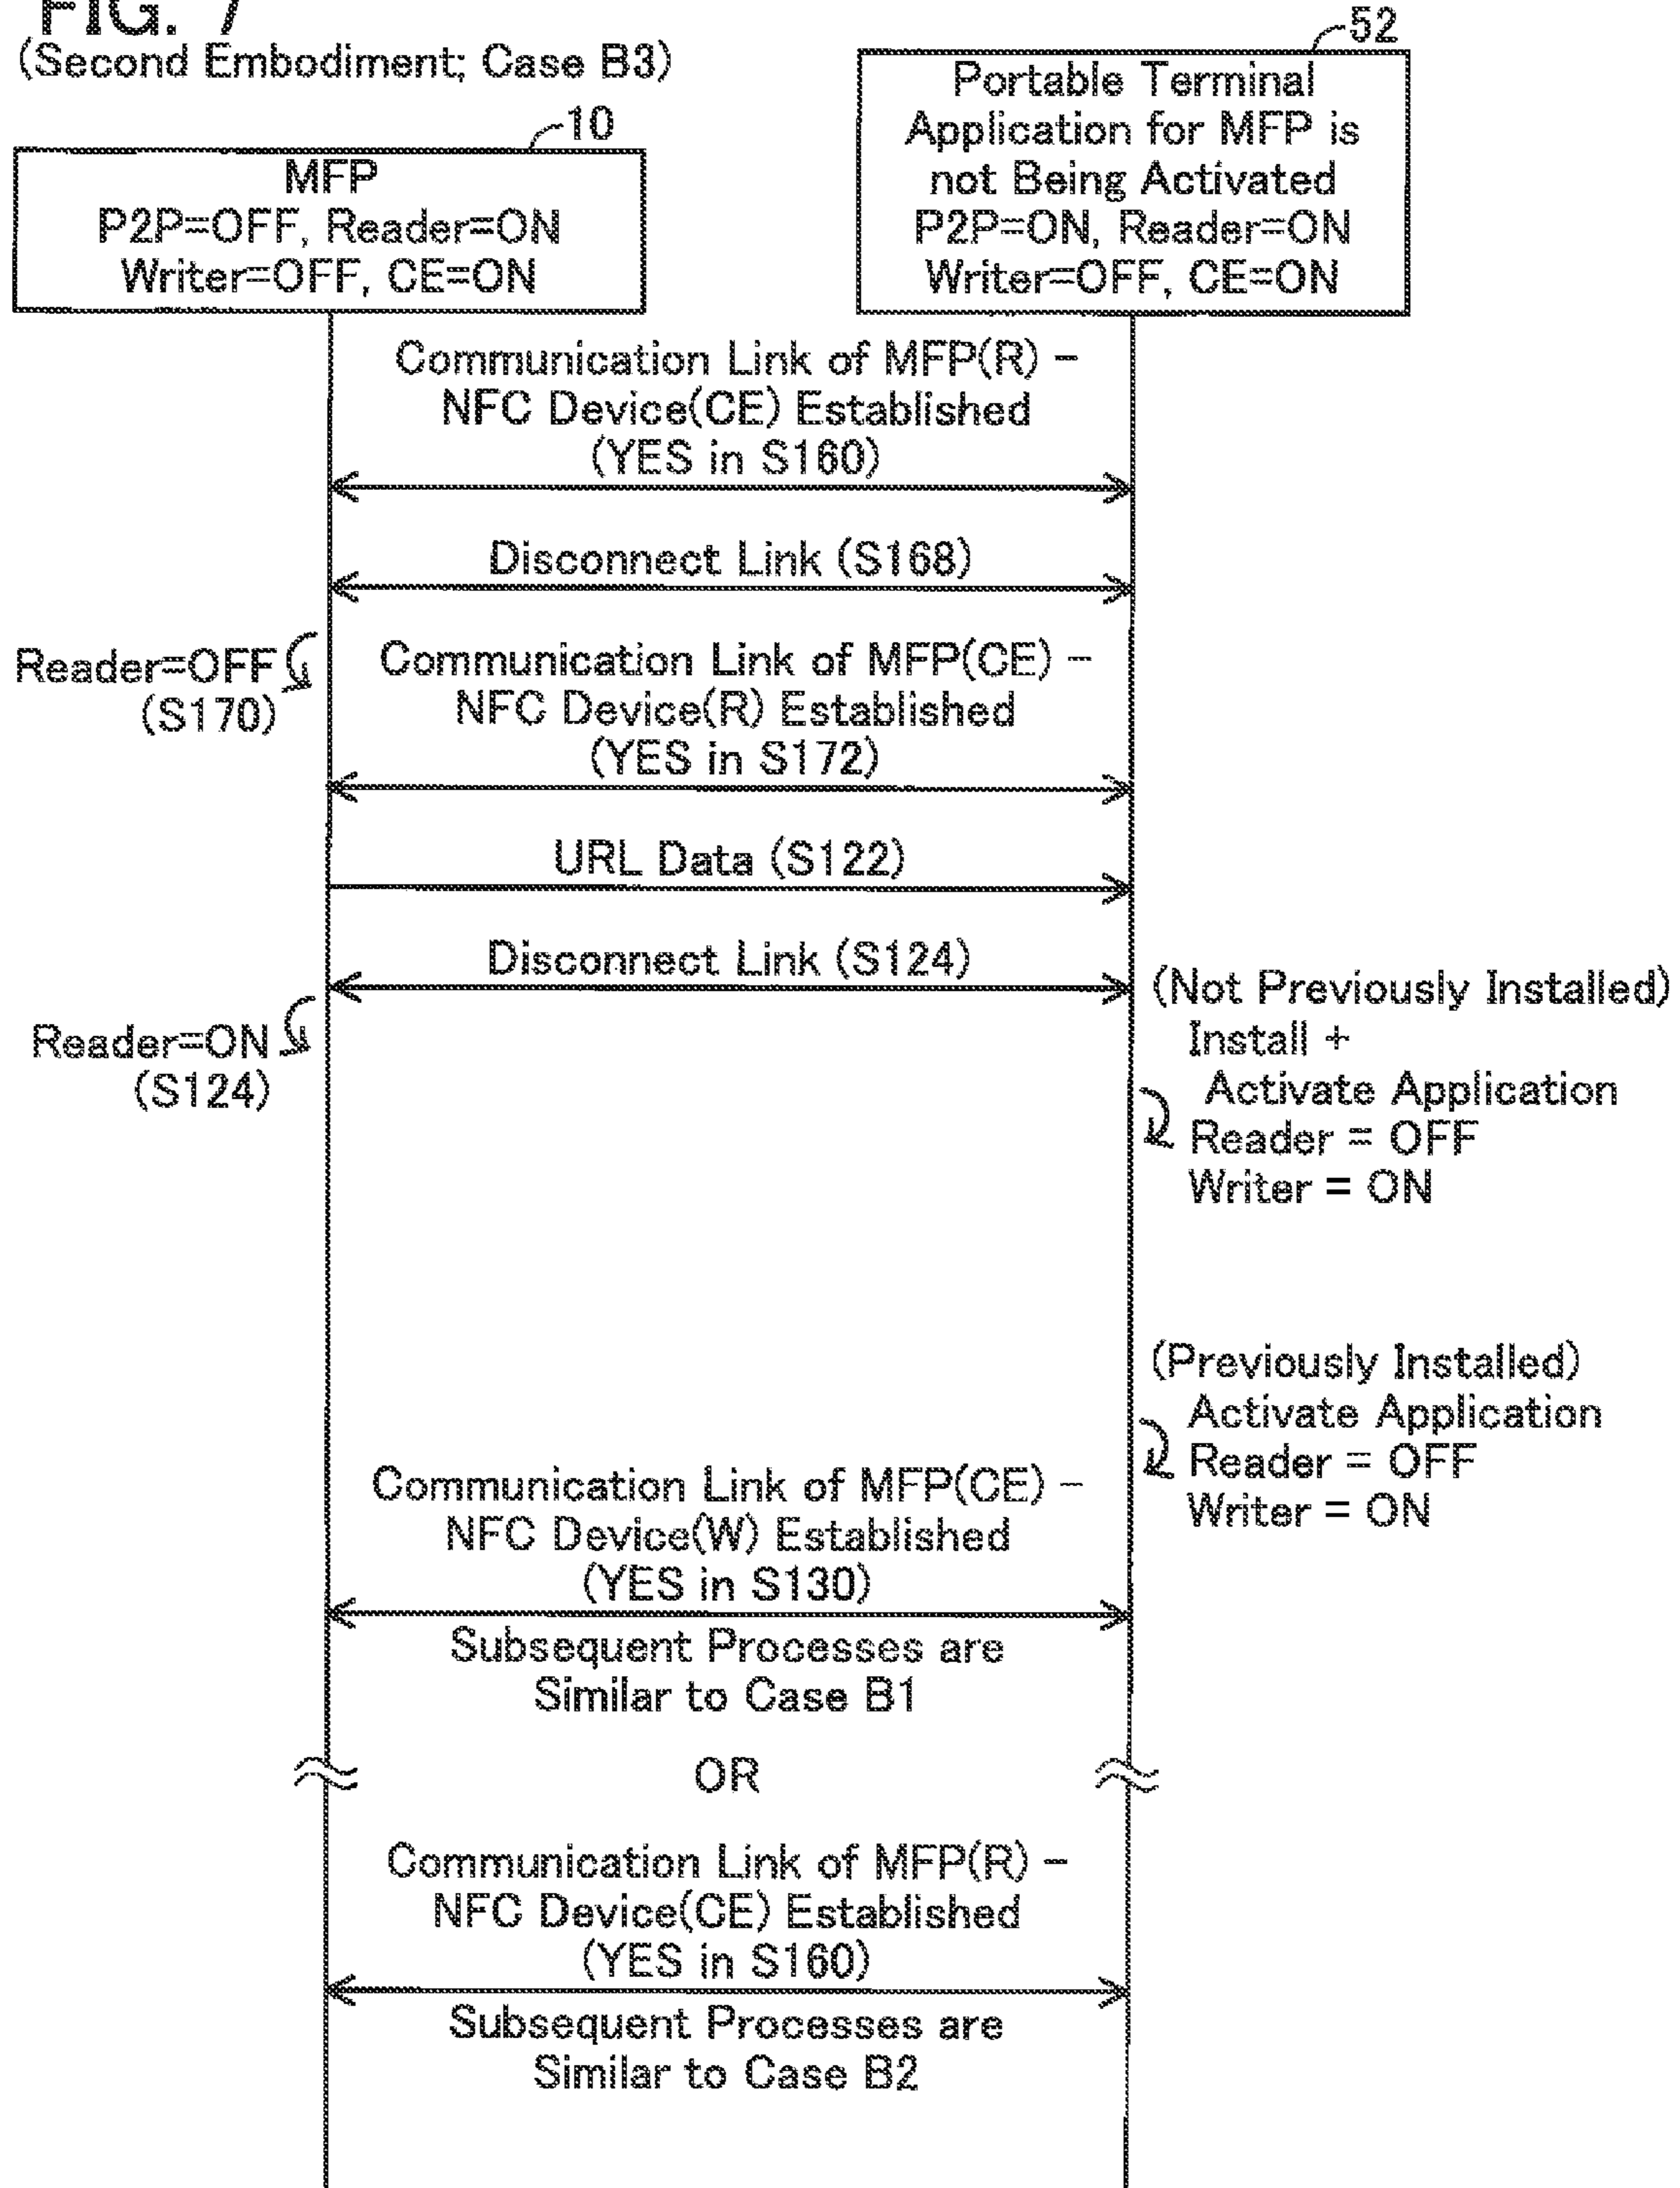 FIG. 7
(Second Embodiment; Case B3)
52
Portable Terminal
Application for MFP is
not Being Activated
P2P=ON, Reader=ON
Writer=OFF, CE=ON
10
MFP
P2P=OFF, Reader=ON
Writer=OFF, CE=ON
Communication Link of MFP(R) -
NFC Device(CE) Established
(YES in S160)
Disconnect Link (S168)
Reader=OFF
(S170)
Communication Link of MFP(CE) -
NFC Device(R) Established
(YES in S172)
URL Data (S122)
Disconnect Link (S124)
Reader=ON
(S124)
(Not Previously Installed)
Install +
Activate Application
Reader = OFF
Writer = ON
(Previously Installed)
Activate Application
Reader = OFF
Writer = ON
Communication Link of MFP(CE) -
NFC Device(W) Established
(YES in S130)
Subsequent Processes are
Similar to Case B1
OR
Communication Link of MFP(R) -
NFC Device(CE) Established
(YES in S160)
Subsequent Processes are
Similar to Case B2